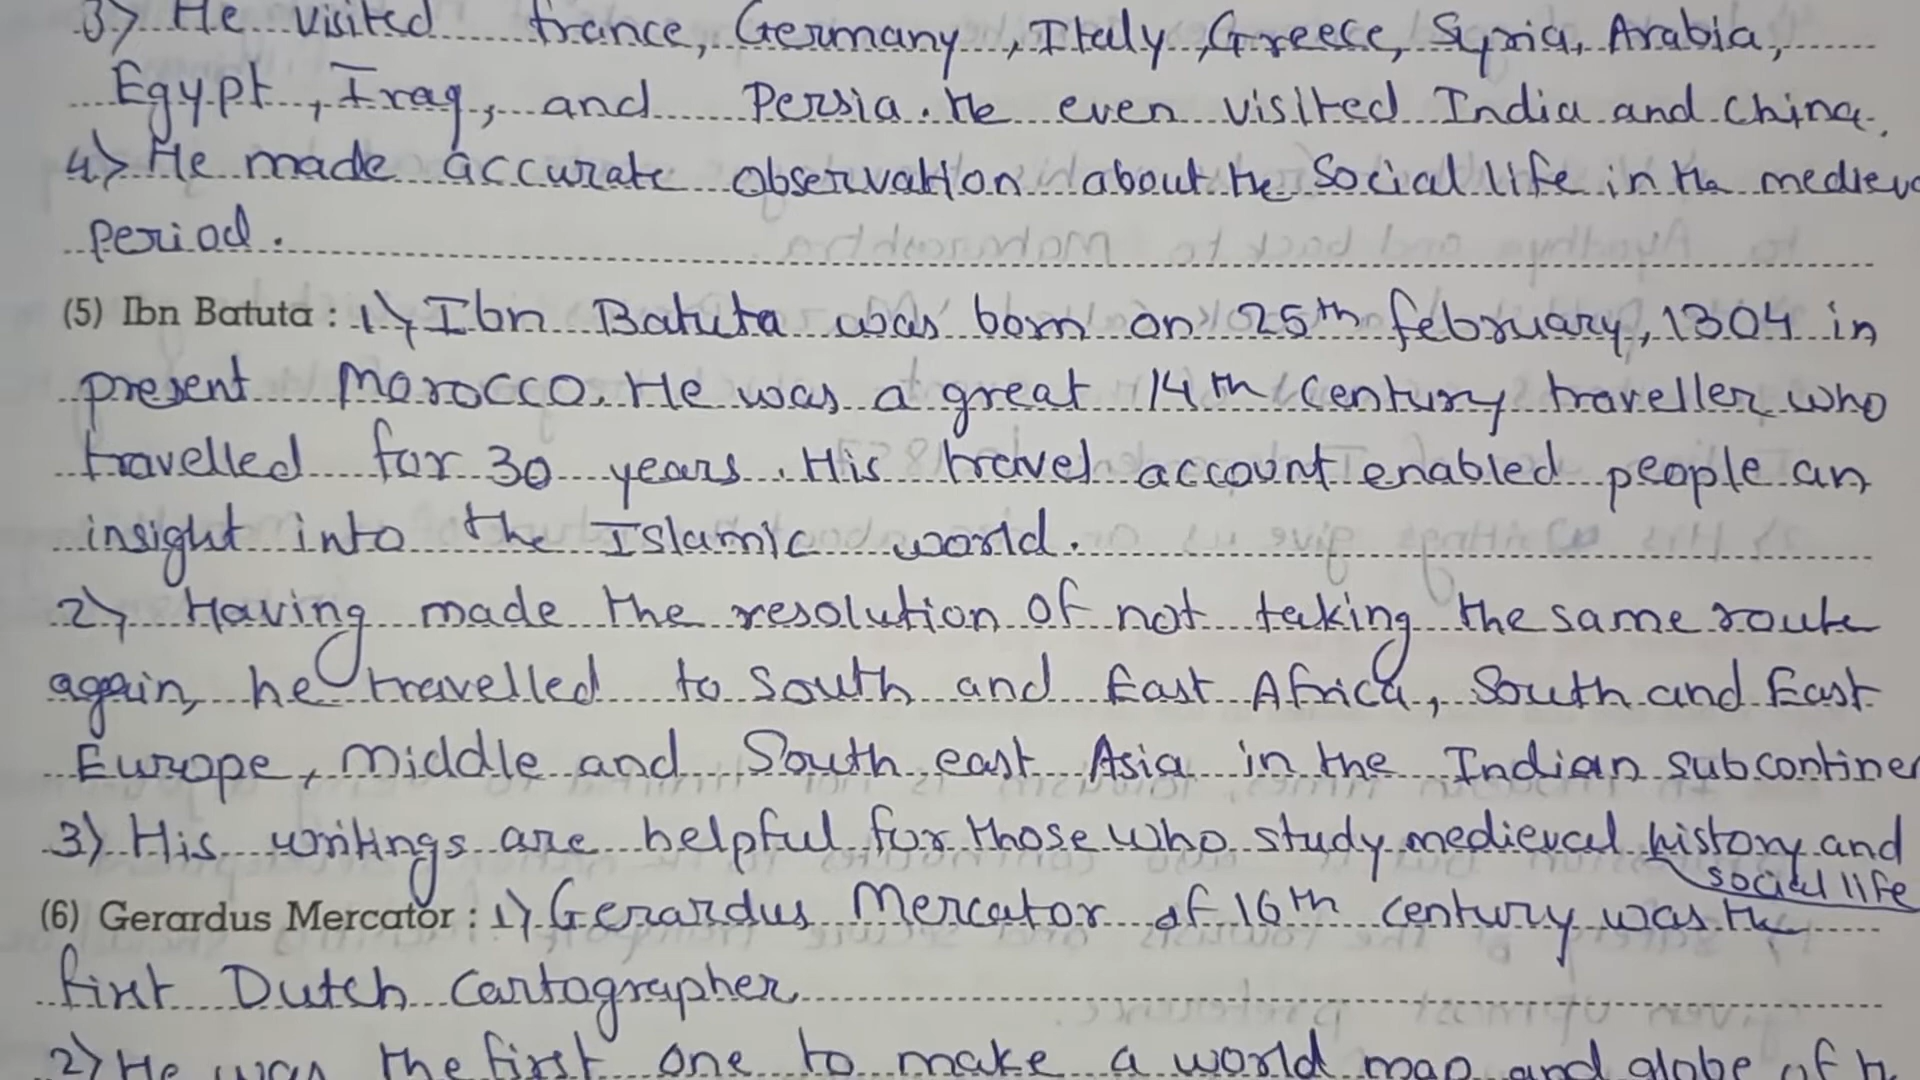 3) He visited france, Germany, Italy, Greece, Syria, Arabia,
Egypt, Iraq, and Persia. He even visited India and China.
4) He made accurate observation about the Social life in the medieva
period.
(5) Ibn Batuta : 1) Ibn Batuta was born on 25th february, 1304 in
present Morocco. He was a great 14th century traveller who
travelled for 30 years. His travel account enabled people an
insight into the Islamic world.
2) Having made the resolution of not taking the same route
again, he travelled to South and East Africa, South and East
Europe, middle and South east Asia in the Indian subcontinen
3) His writings are helpful for those who study medieval history and
social life
(6) Gerardus Mercator : 1) Gerardus Mercator of 16th century was the
first Dutch Cartographer
2) He was the first one to make a world map and globe of